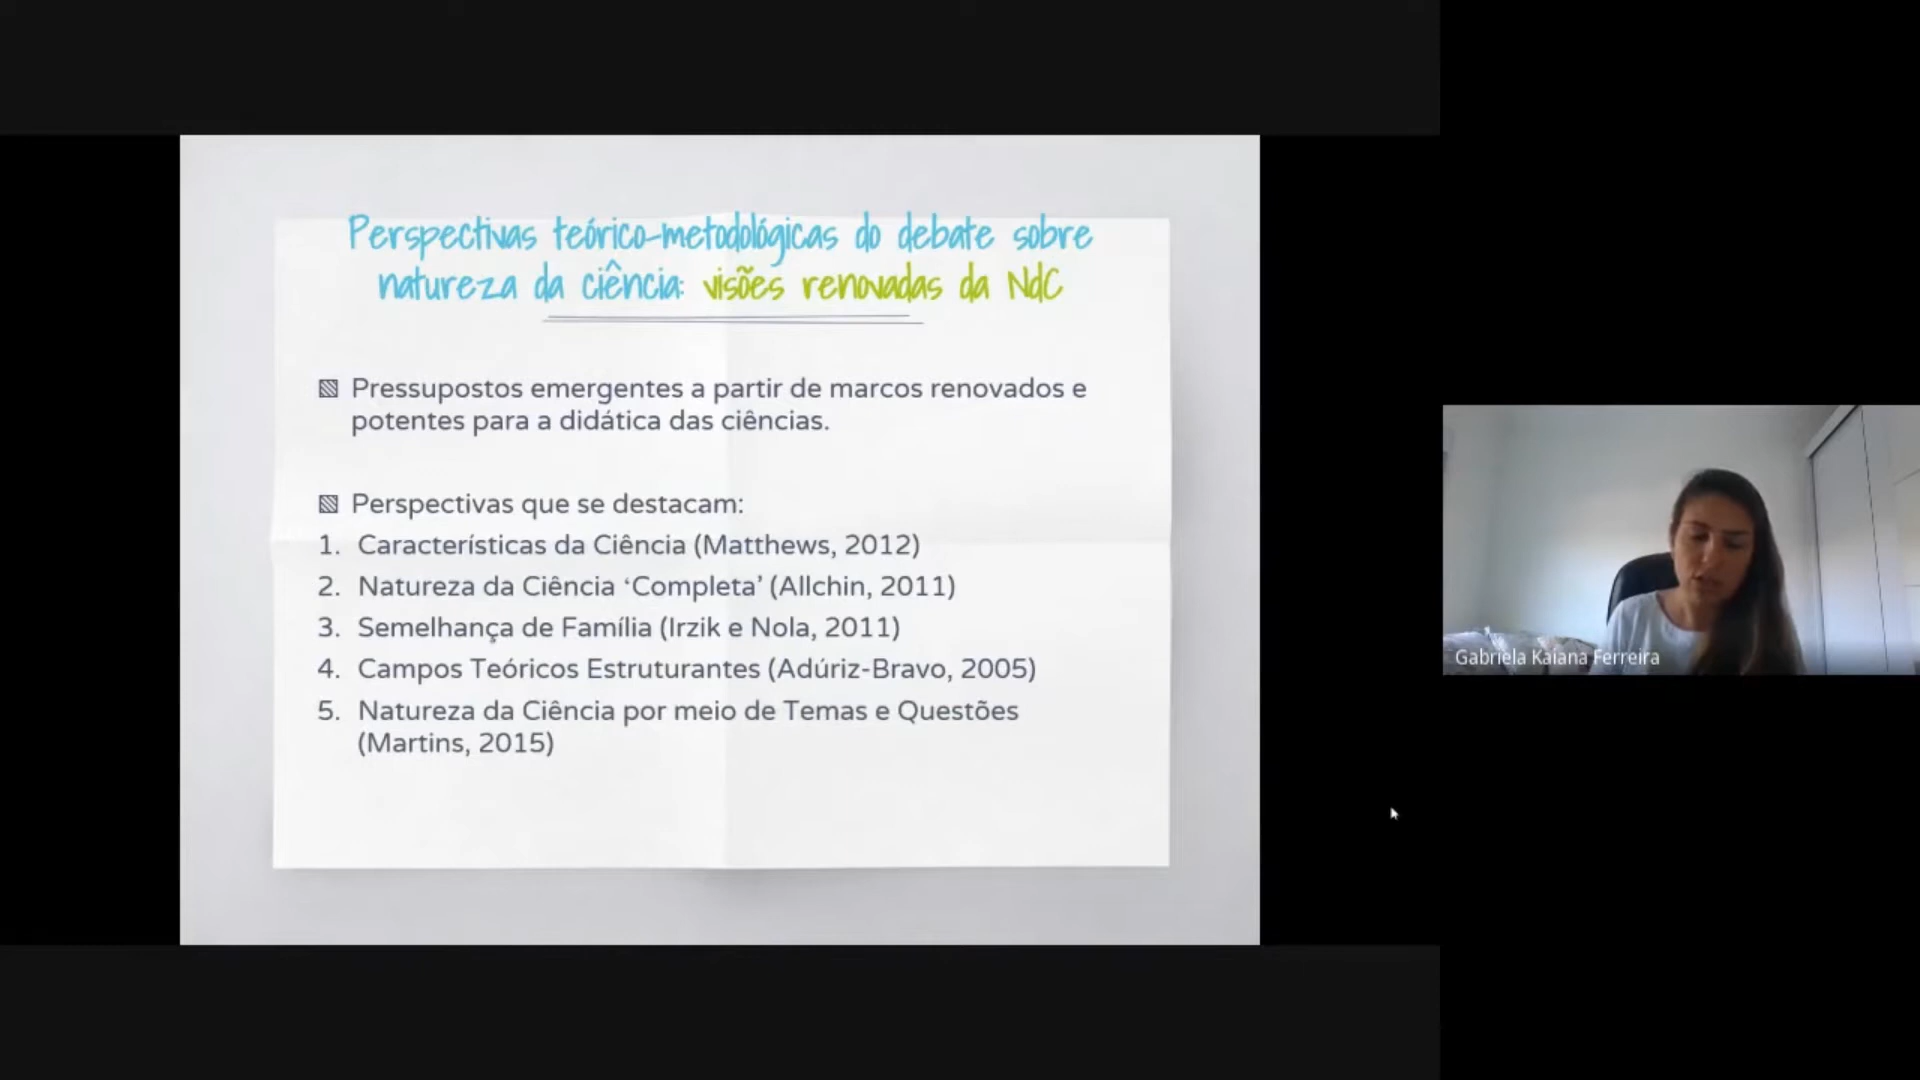 Perspectivas teórico-metodológicas do debate sobre
natureza da ciência: visões renovadas da NdC
Pressupostos emergentes a partir de marcos renovados e
potentes para a didática das ciências.
Perspectivas que se destacam:
1. Características da Ciência (Matthews, 2012)
2. Natureza da Ciência ‘Completa’ (Allchin, 2011)
3. Semelhança de Família (Irzik e Nola, 2011)
4. Campos Teóricos Estruturantes (Adúriz-Bravo, 2005)
5. Natureza da Ciência por meio de Temas e Questões
(Martins, 2015)
Gabriela Kaiana Ferreira